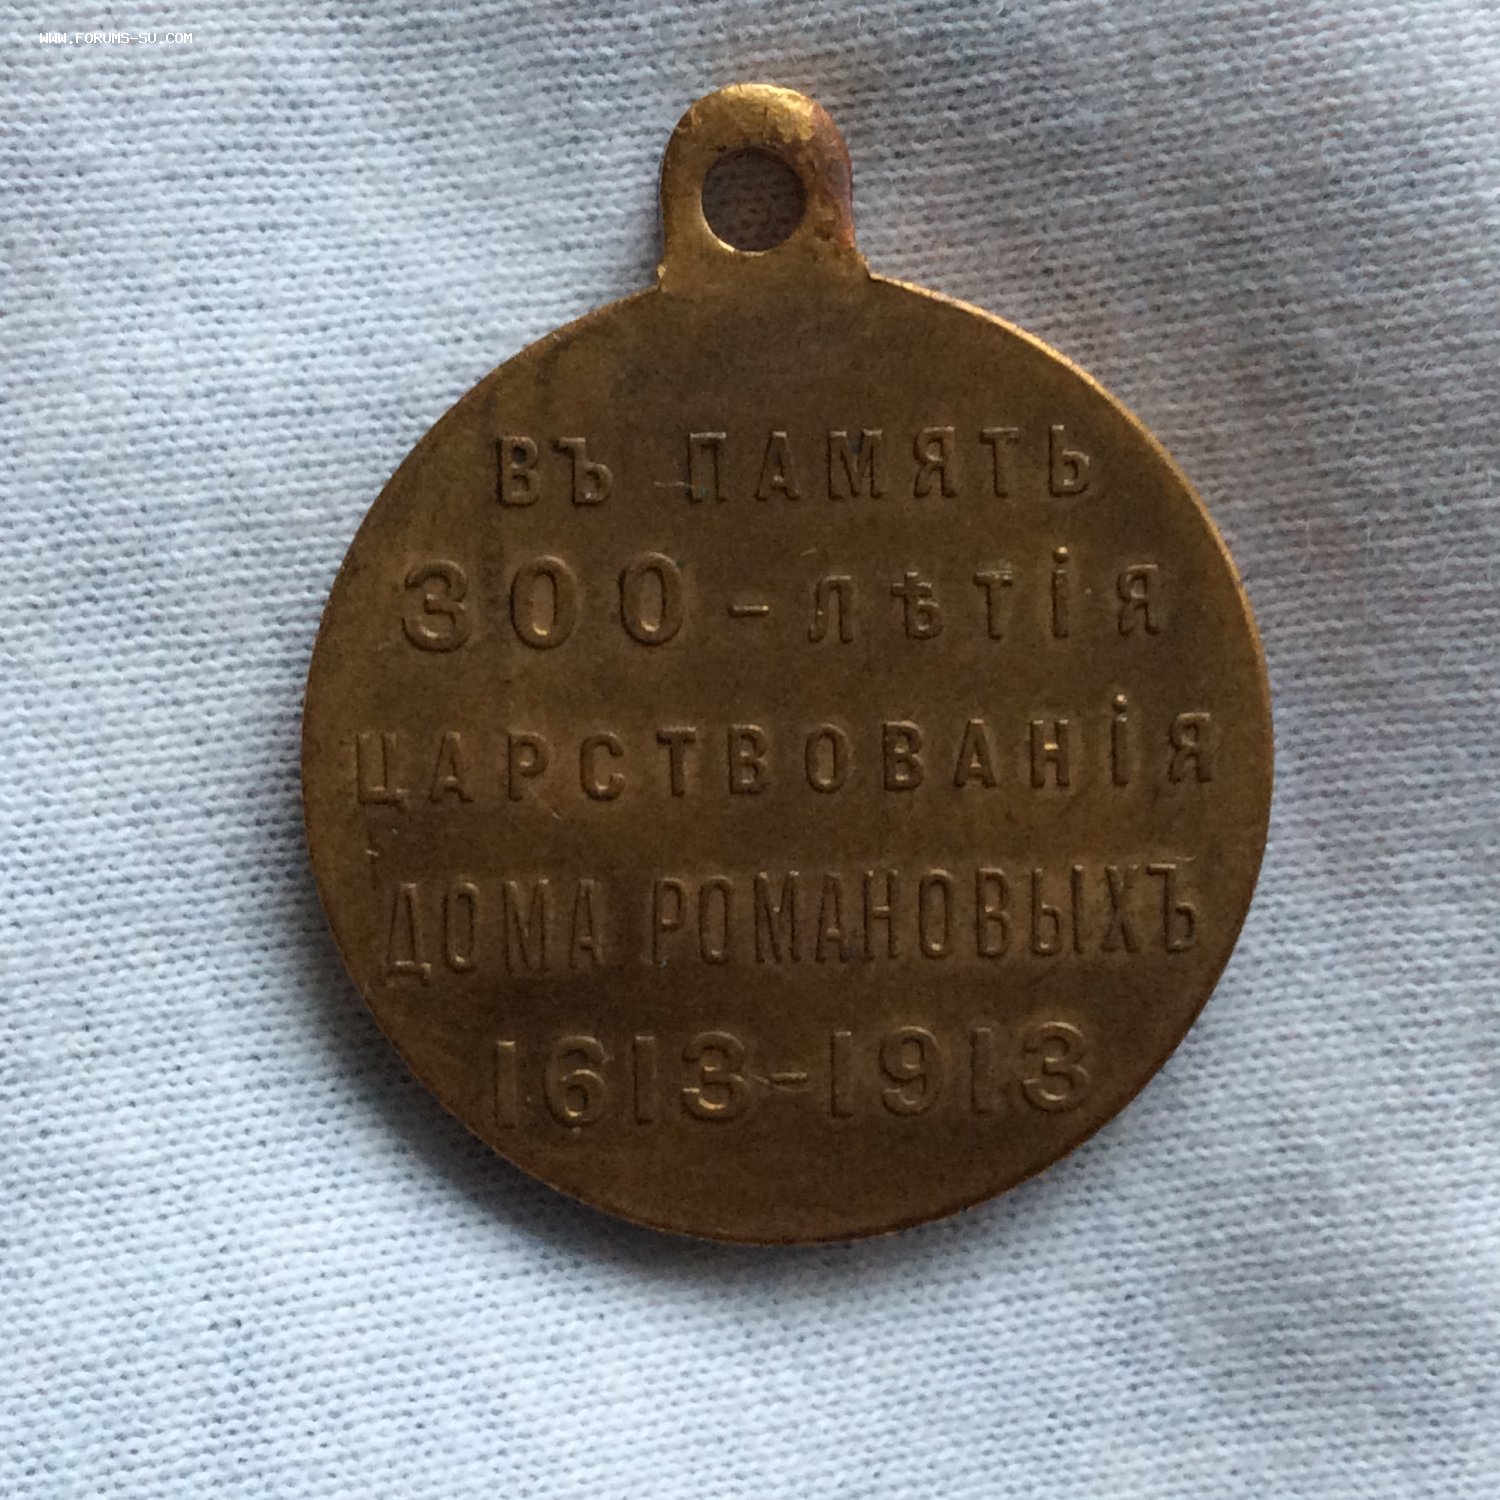 WWW.FORUMS-SU.COM
ВЪ ПАМЯТЬ
300-лѣтія
ЦАРСТВОВАНІЯ
ДОМА РОМАНОВЫХЪ
1613-1913